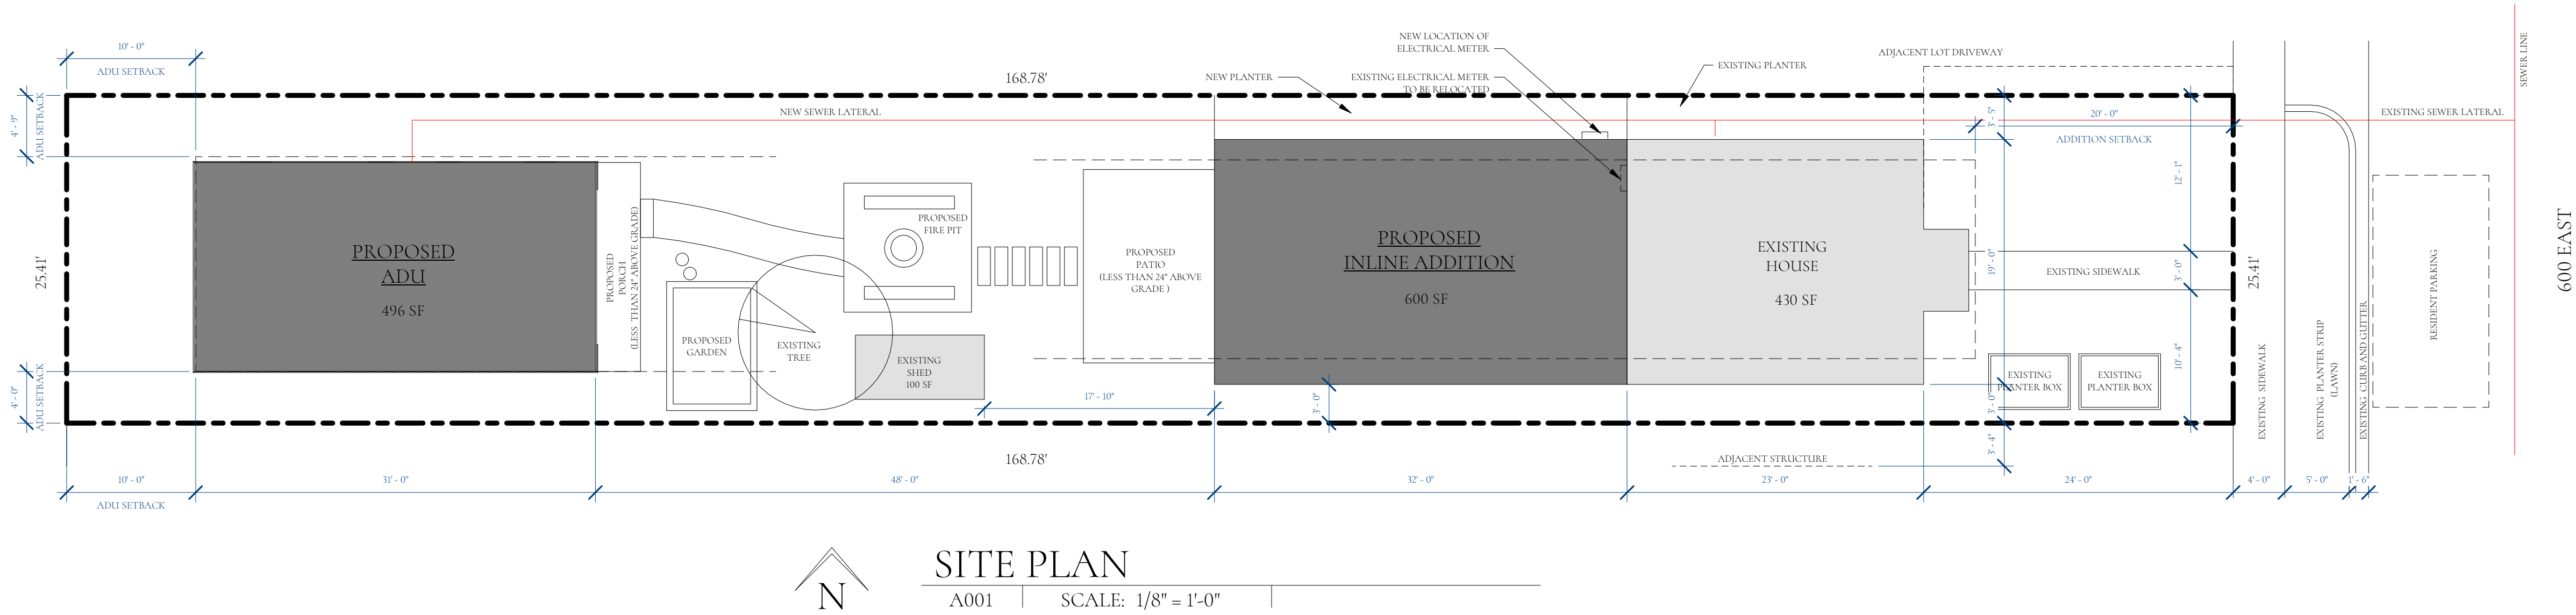 10' - 0"
ADU SETBACK
168.78'
NEW LOCATION OF
ELECTRICAL METER
NEW PLANTER
EXISTING ELECTRICAL METER
TO BE RELOCATED
EXISTING PLANTER
ADJACENT LOT DRIVEWAY
SEWER LINE
4' - 9"
ADU SETBACK
NEW SEWER LATERAL
3' - 5"
20' - 0"
ADDITION SETBACK
EXISTING SEWER LATERAL
12' - 1"
25.41'
PROPOSED
ADU
496 SF
PROPOSED
PORCH
(LESS THAN 24" ABOVE GRADE)
PROPOSED
FIRE PIT
PROPOSED
PATIO
(LESS THAN 24" ABOVE
GRADE )
PROPOSED
INLINE ADDITION
600 SF
EXISTING
HOUSE
430 SF
19' - 0"
EXISTING SIDEWALK
3' - 0"
25.41'
RESIDENT PARKING
600 EAST
PROPOSED
GARDEN
EXISTING
TREE
EXISTING
SHED
100 SF
EXISTING
PLANTER BOX
EXISTING
PLANTER BOX
10' - 4"
EXISTING SIDEWALK
EXISTING PLANTER STRIP
(LAWN)
EXISTING CURB AND GUTTER
4' - 0"
ADU SETBACK
17' - 10"
3' - 0"
3' - 0"
3' - 4"
168.78'
ADJACENT STRUCTURE
10' - 0"
ADU SETBACK
31' - 0"
48' - 0"
32' - 0"
23' - 0"
24' - 0"
4' - 0"
5' - 0"
1' - 6"
N
SITE PLAN
A001
SCALE: 1/8" = 1'-0"